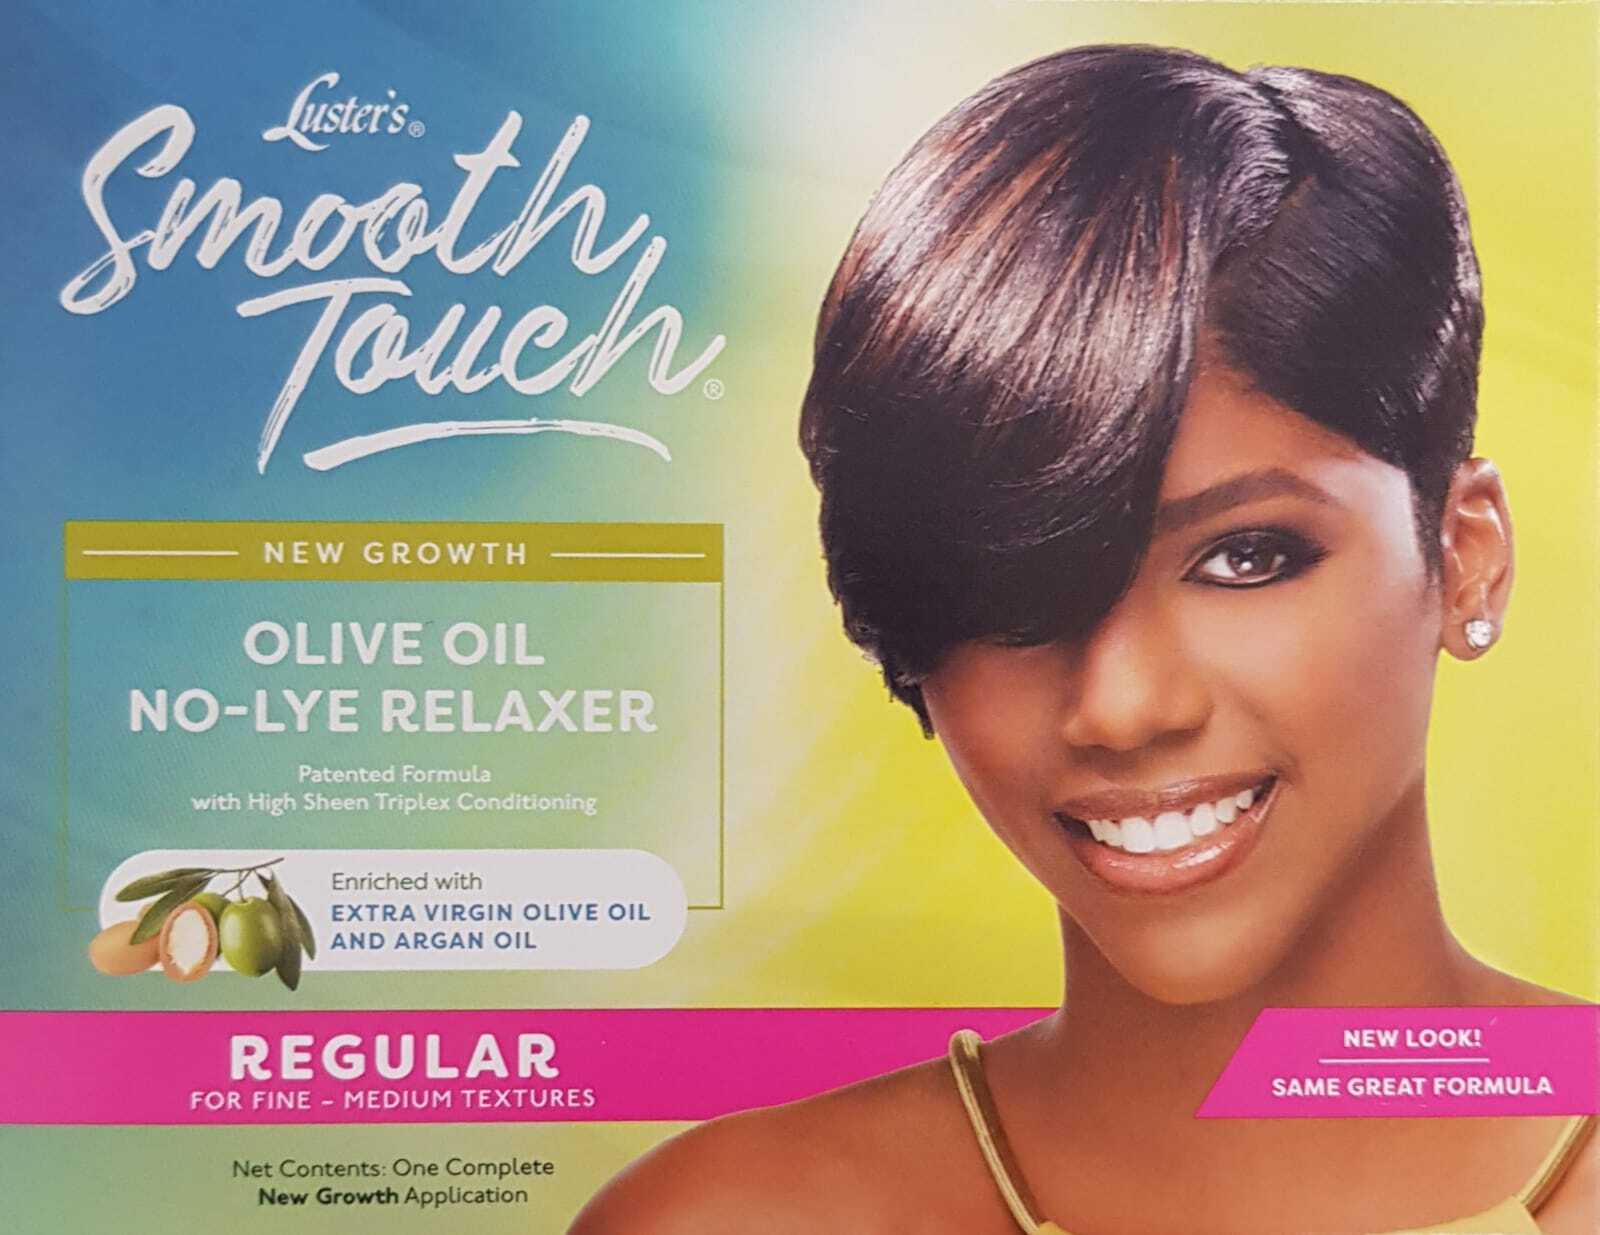 Luster's®
Smooth
Touch®
NEW GROWTH
OLIVE OIL
NO-LYE RELAXER
Patented Formula
with High Sheen Triplex Conditioning
Enriched with
EXTRA VIRGIN OLIVE OIL
AND ARGAN OIL
REGULAR
FOR FINE – MEDIUM TEXTURES
NEW LOOK!
SAME GREAT FORMULA
Net Contents: One Complete
New Growth Application